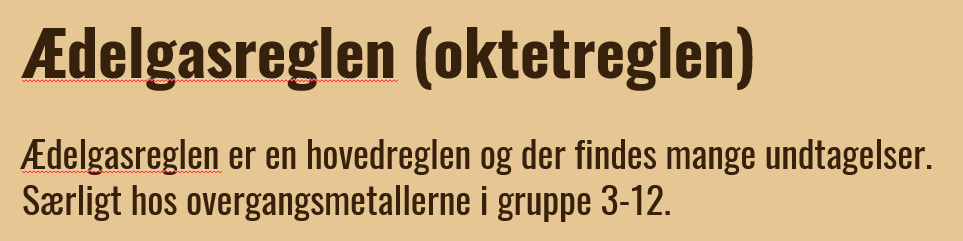 Ædelgasreglen (oktetreglen)
Ædelgasreglen er en hovedreglen og der findes mange undtagelser.
Særligt hos overgangsmetallerne i gruppe 3-12.